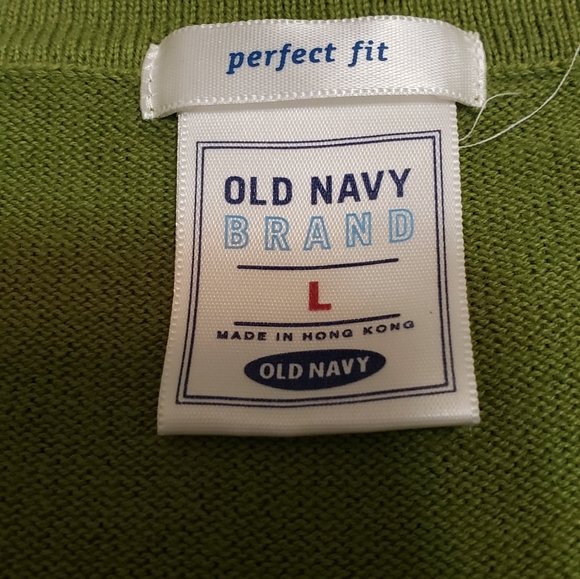 perfect fit
OLD NAVY
BRAND
L
MADE IN HONG KONG
OLD NAVY